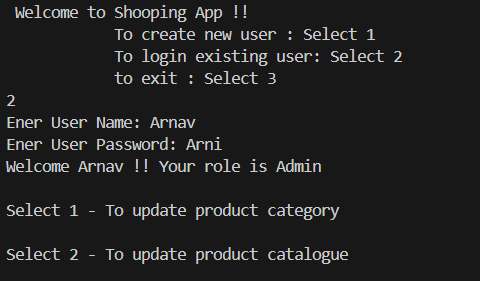 Welcome to Shooping App !!
To create new user : Select 1
To login existing user: Select 2
to exit : Select 3
2
Ener User Name: Arnav
Ener User Password: Arni
Welcome Arnav !! Your role is Admin
Select 1 - To update product category
Select 2 - To update product catalogue